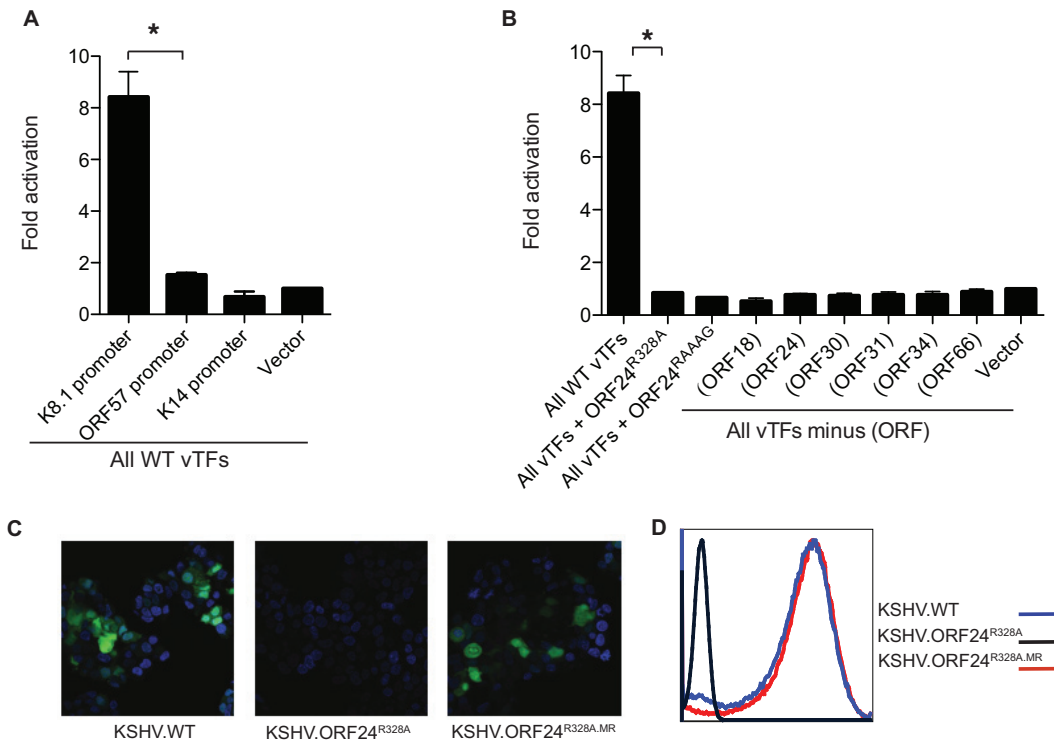 A
*
Fold activation
10
8
6
4
2
0
K8.1 promoter
ORF57 promoter
K14 promoter
Vector
All WT vTFs
B
*
Fold activation
10
8
6
4
2
0
All WT vTFs
All vTFs + ORF24R328A
All vTFs + ORF24RAAAG
(ORF18)
(ORF24)
(ORF30)
(ORF31)
(ORF34)
(ORF66)
Vector
All vTFs minus (ORF)
C
KSHV.WT
KSHV.ORF24R328A
KSHV.ORF24R328A.MR
D
KSHV.WT
KSHV.ORF24R328A
KSHV.ORF24R328A.MR